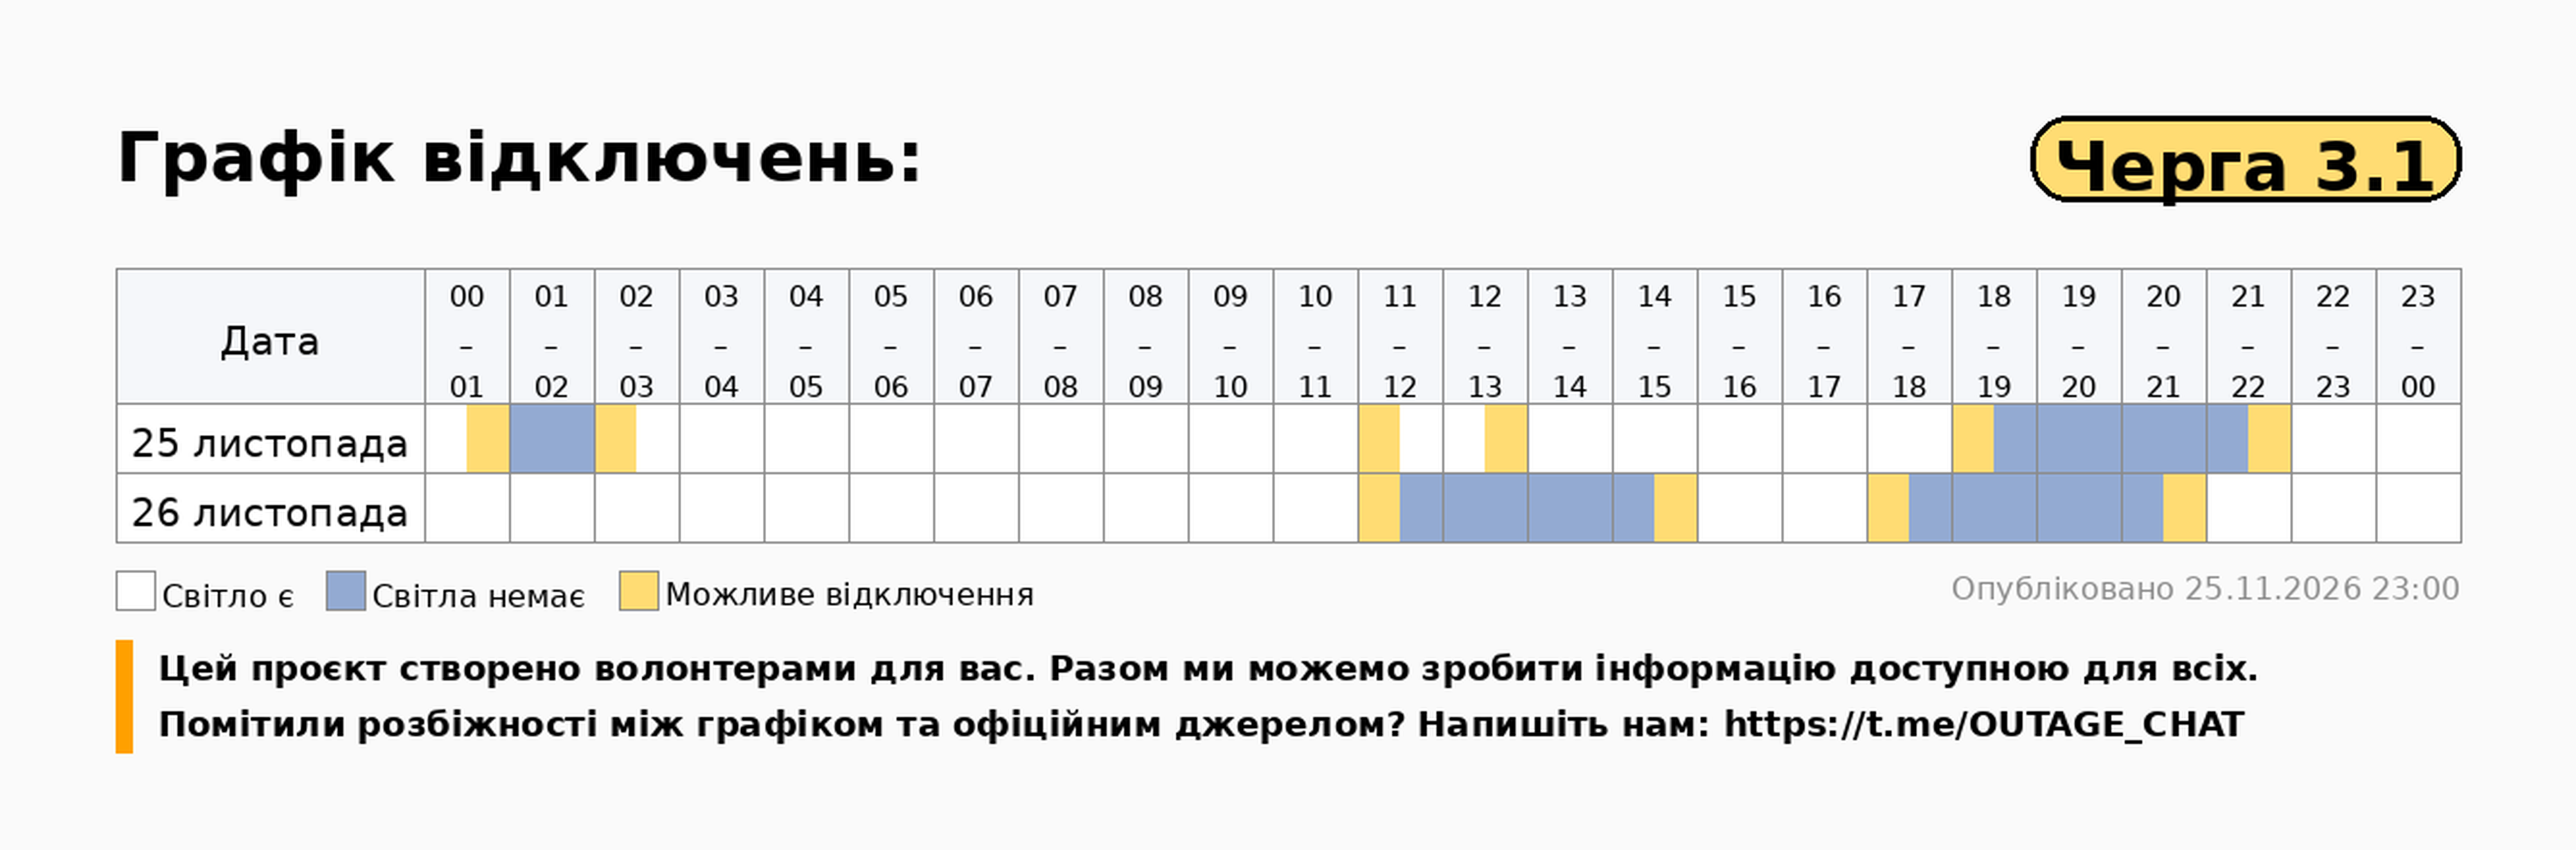 Графік відключень:
Черга 3.1
Дата
00 – 01
01 – 02
02 – 03
03 – 04
04 – 05
05 – 06
06 – 07
07 – 08
08 – 09
09 – 10
10 – 11
11 – 12
12 – 13
13 – 14
14 – 15
15 – 16
16 – 17
17 – 18
18 – 19
19 – 20
20 – 21
21 – 22
22 – 23
23 – 00
25 листопада
26 листопада
Світло є
Світла немає
Можливе відключення
Опубліковано 25.11.2026 23:00
Цей проєкт створено волонтерами для вас. Разом ми можемо зробити інформацію доступною для всіх.
Помітили розбіжності між графіком та офіційним джерелом? Напишіть нам: https://t.me/OUTAGE_CHAT